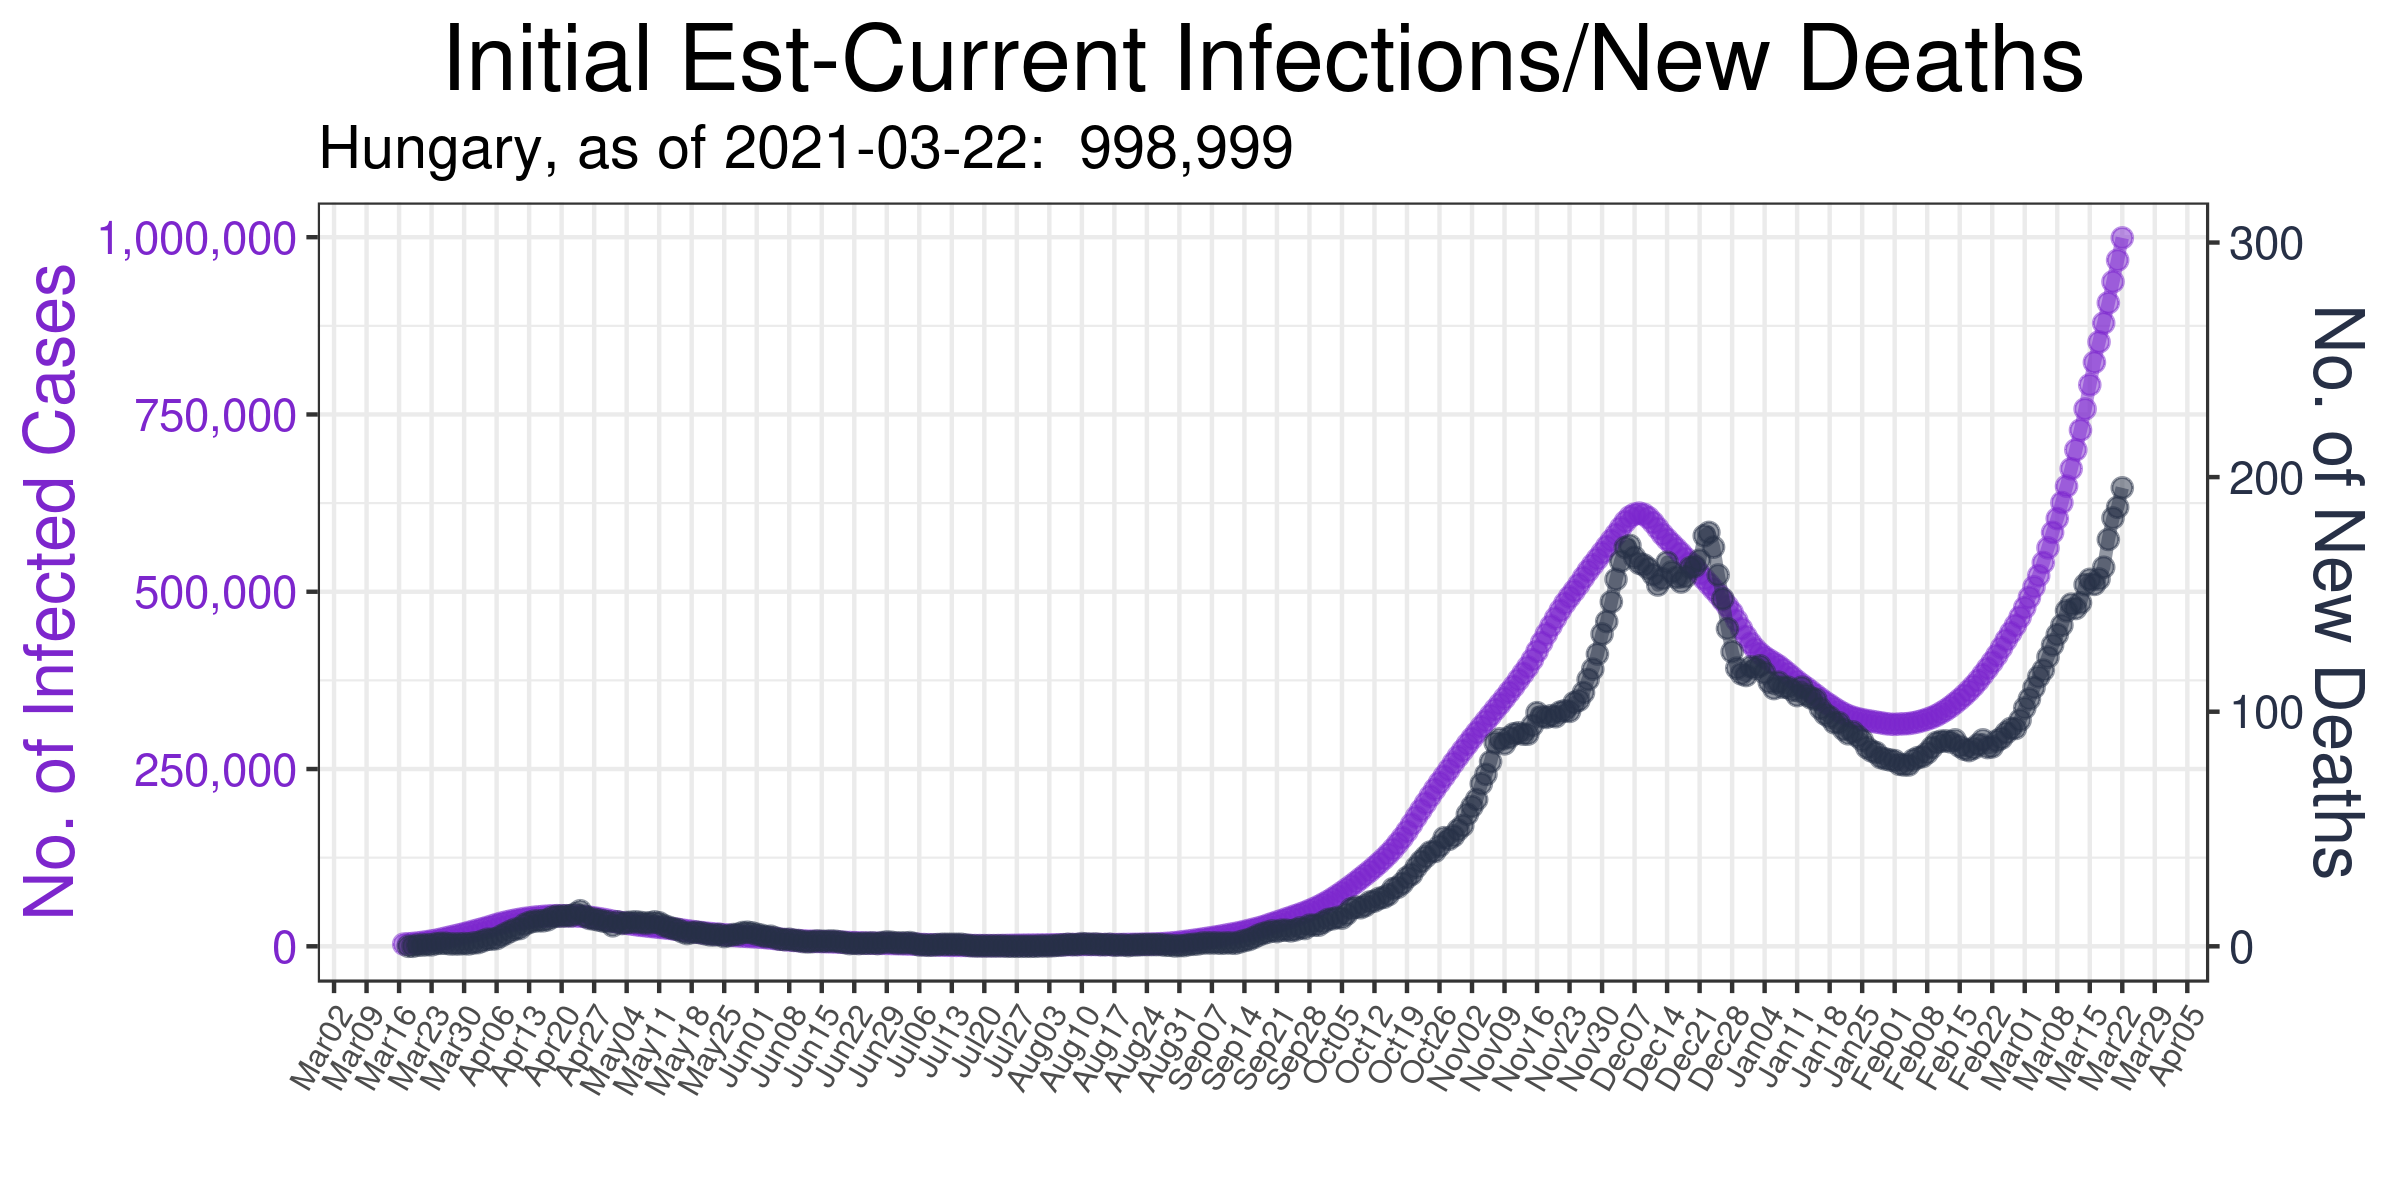 Initial Est-Current Infections/New Deaths
Hungary, as of 2021-03-22:  998,999
No. of Infected Cases
1,000,000
750,000
500,000
250,000
0
300
200
100
0
No. of New Deaths
Mar02
Mar09
Mar16
Mar23
Mar30
Apr06
Apr13
Apr20
Apr27
May04
May11
May18
May25
Jun01
Jun08
Jun15
Jun22
Jun29
Jul06
Jul13
Jul20
Jul27
Aug03
Aug10
Aug17
Aug24
Aug31
Sep07
Sep14
Sep21
Sep28
Oct05
Oct12
Oct19
Oct26
Nov02
Nov09
Nov16
Nov23
Nov30
Dec07
Dec14
Dec21
Dec28
Jan04
Jan11
Jan18
Jan25
Feb01
Feb08
Feb15
Feb22
Mar01
Mar08
Mar15
Mar22
Mar29
Apr05